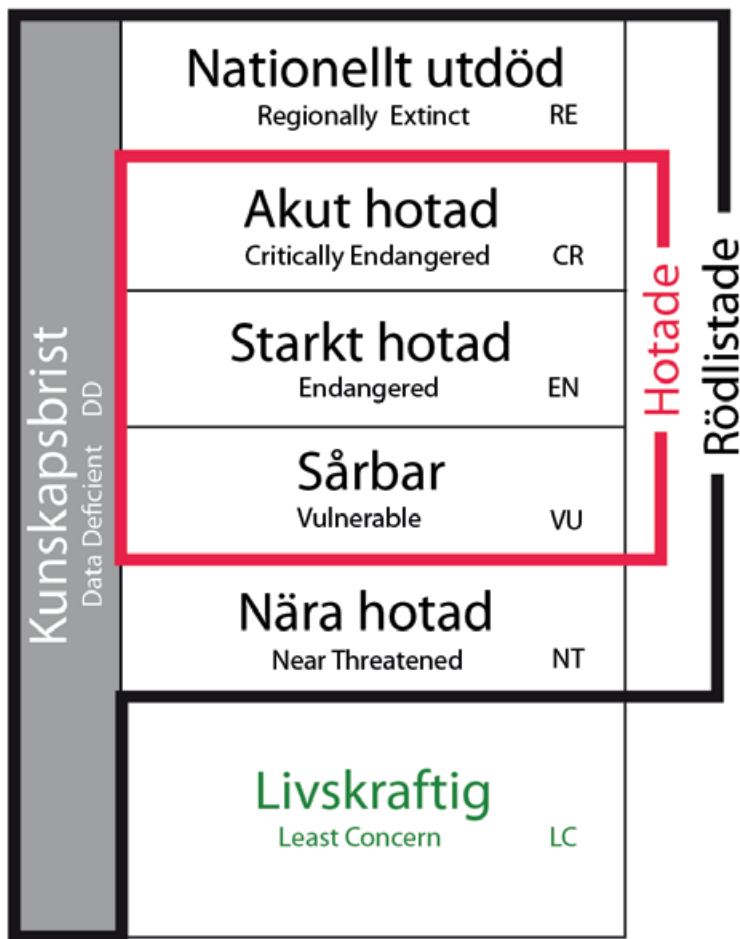 Nationellt utdöd
Regionally Extinct RE
Akut hotad
Critically Endangered CR
Starkt hotad
Endangered EN
Sårbar
Vulnerable VU
Nära hotad
Near Threatened NT
Livskraftig
Least Concern LC
Kunskapsbrist
Data Deficient DD
Hotade
Rödlistade